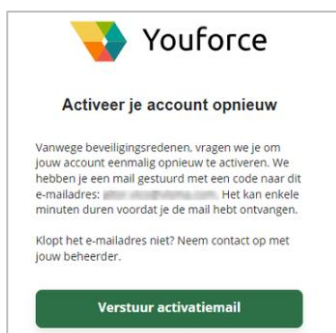 Youforce
Activeer je account opnieuw
Vanwege beveiligingsredenen, vragen we je om
jouw account eenmalig opnieuw te activeren. We
hebben je een mail gestuurd met een code naar dit
e-mailadres: . Het kan enkele
minuten duren voordat je de mail hebt ontvangen.
Klopt het e-mailadres niet? Neem contact op met
jouw beheerder.
Verstuur activatiemail